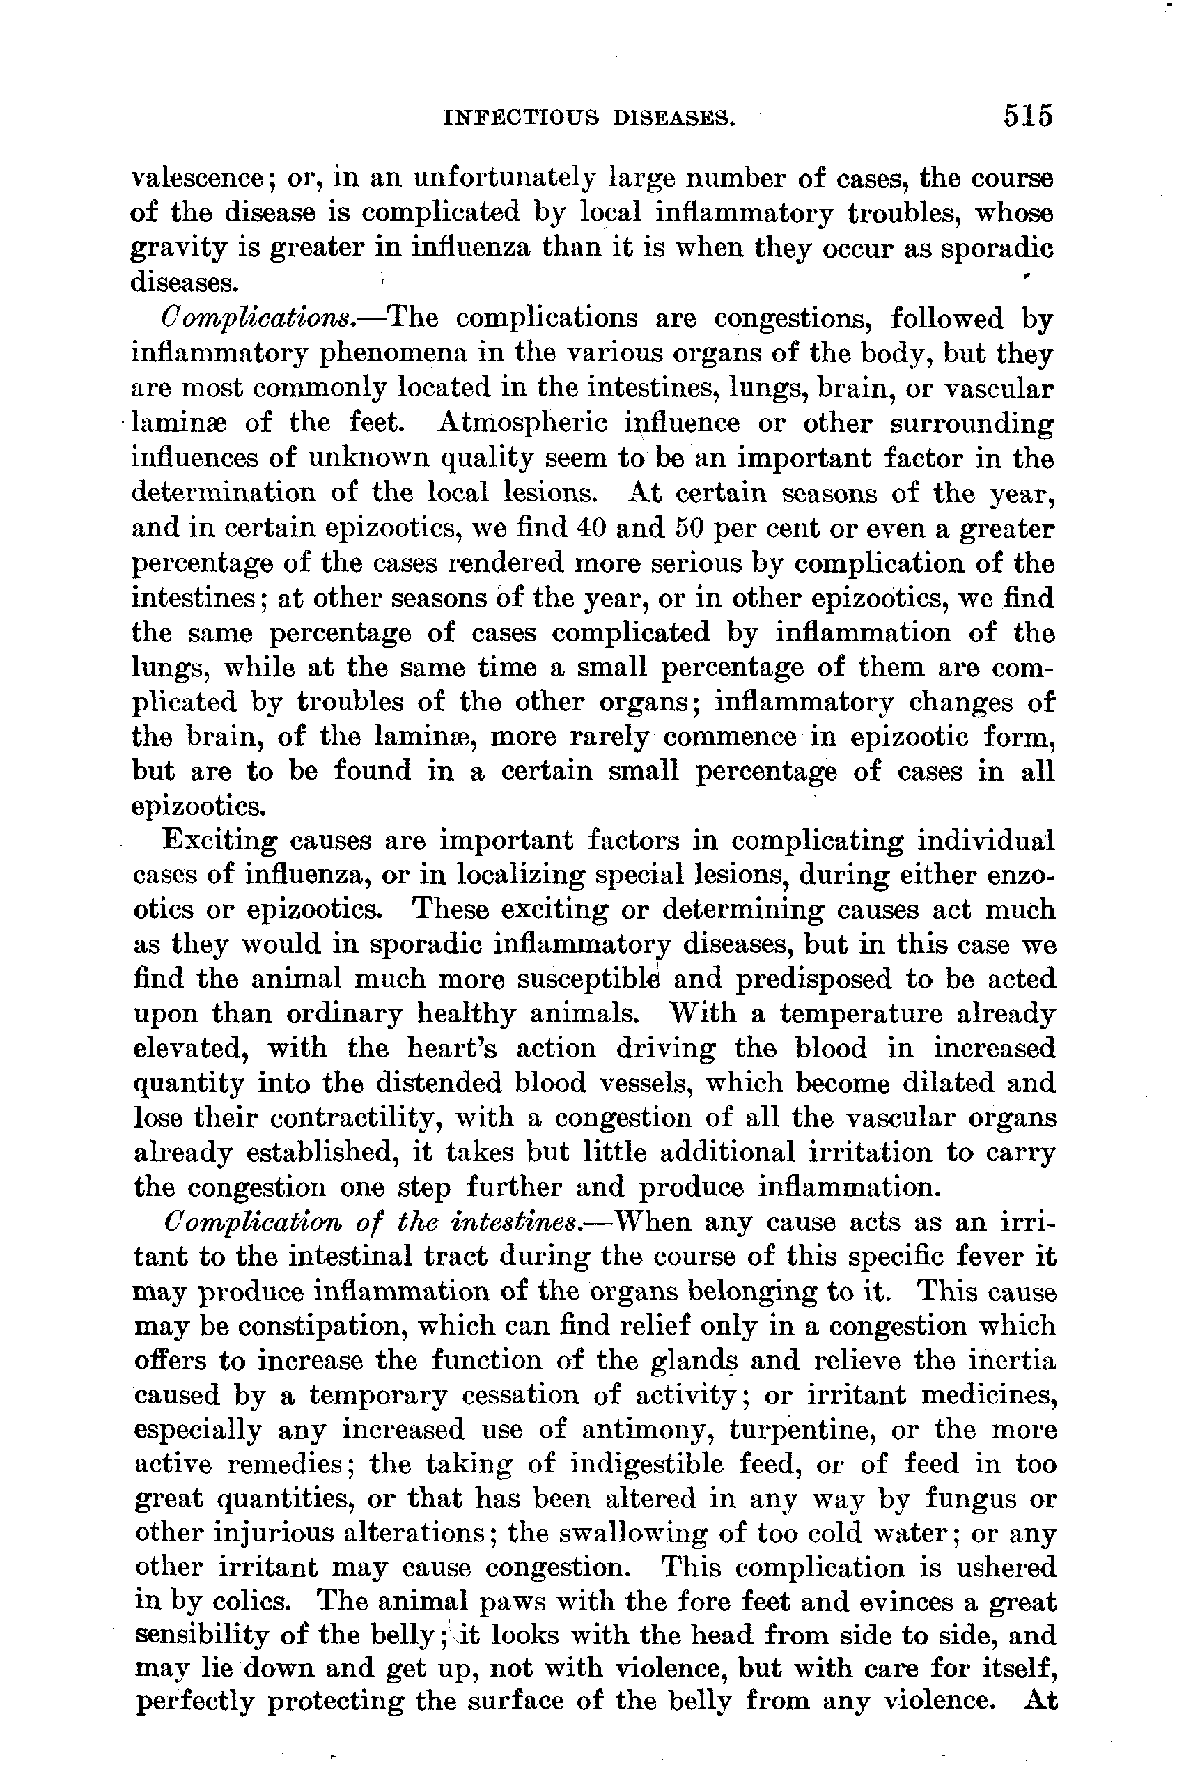 INFECTIOUS DISEASES. 515
valescence; or, in an unfortunately large number of cases, the course
of the disease is complicated by local inflammatory troubles, whose
gravity is greater in influenza than it is when they occur as sporadic
diseases.
Complications.—The complications are congestions, followed by
inflammatory phenomena in the various organs of the body, but they
are most commonly located in the intestines, lungs, brain, or vascular
laminæ of the feet. Atmospheric influence or other surrounding
influences of unknown quality seem to be an important factor in the
determination of the local lesions. At certain seasons of the year,
and in certain epizootics, we find 40 and 50 per cent or even a greater
percentage of the cases rendered more serious by complication of the
intestines; at other seasons of the year, or in other epizootics, we find
the same percentage of cases complicated by inflammation of the
lungs, while at the same time a small percentage of them are com-
plicated by troubles of the other organs; inflammatory changes of
the brain, of the laminæ, more rarely commence in epizootic form,
but are to be found in a certain small percentage of cases in all
epizootics.
Exciting causes are important factors in complicating individual
cases of influenza, or in localizing special lesions, during either enzo-
otics or epizootics. These exciting or determining causes act much
as they would in sporadic inflammatory diseases, but in this case we
find the animal much more susceptible and predisposed to be acted
upon than ordinary healthy animals. With a temperature already
elevated, with the heart's action driving the blood in increased
quantity into the distended blood vessels, which become dilated and
lose their contractility, with a congestion of all the vascular organs
already established, it takes but little additional irritation to carry
the congestion one step further and produce inflammation.
Complication of the intestines.—When any cause acts as an irri-
tant to the intestinal tract during the course of this specific fever it
may produce inflammation of the organs belonging to it. This cause
may be constipation, which can find relief only in a congestion which
offers to increase the function of the glands and relieve the inertia
caused by a temporary cessation of activity; or irritant medicines,
especially any increased use of antimony, turpentine, or the more
active remedies; the taking of indigestible feed, or of feed in too
great quantities, or that has been altered in any way by fungus or
other injurious alterations; the swallowing of too cold water; or any
other irritant may cause congestion. This complication is ushered
in by colics. The animal paws with the fore feet and evinces a great
sensibility of the belly; it looks with the head from side to side, and
may lie down and get up, not with violence, but with care for itself,
perfectly protecting the surface of the belly from any violence. At